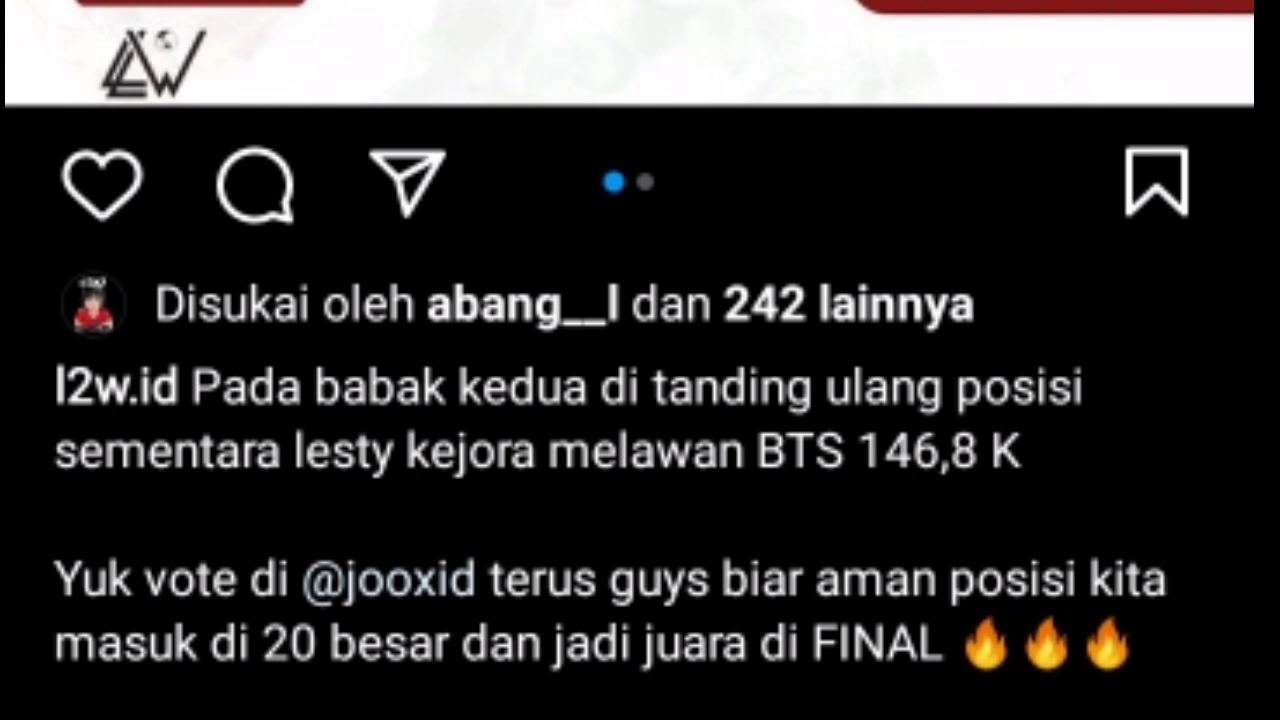 Disukai oleh abang__l dan 242 lainnya
l2w.id Pada babak kedua di tanding ulang posisi
sementara lesty kejora melawan BTS 146,8 K
Yuk vote di @jooxid terus guys biar aman posisi kita
masuk di 20 besar dan jadi juara di FINAL 🔥🔥🔥